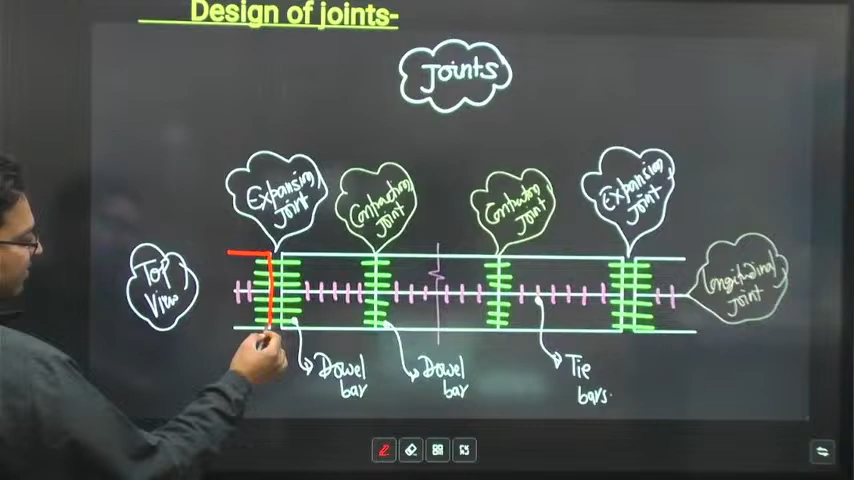 Design of joints-
Joints
Expansion
Joint
Contraction
Joint
Contraction
Joint
Expansion
Joint
Top
View
Longitudinal
Joint
Dowel
bar
Dowel
bar
Tie
bars.